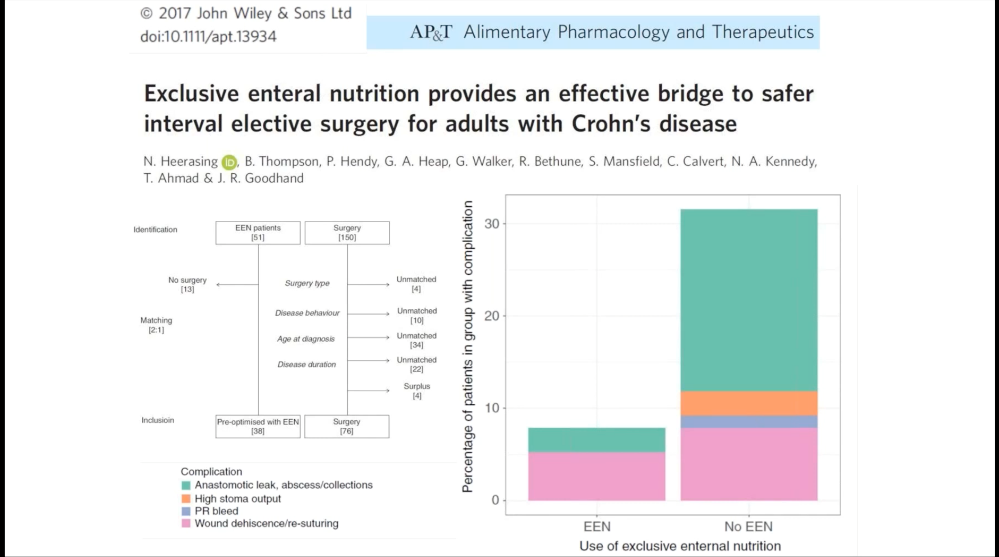 © 2017 John Wiley & Sons Ltd
doi:10.1111/apt.13934
AP&T Alimentary Pharmacology and Therapeutics
Exclusive enteral nutrition provides an effective bridge to safer
interval elective surgery for adults with Crohn's disease
N. Heerasing iD, B. Thompson, P. Hendy, G. A. Heap, G. Walker, R. Bethune, S. Mansfield, C. Calvert, N. A. Kennedy,
T. Ahmad & J. R. Goodhand
Identification
EEN patients
[51]
Surgery
[150]
No surgery
[13]
Surgery type
Unmatched
[4]
Disease behaviour
Unmatched
[10]
Matching
[2:1]
Age at diagnosis
Unmatched
[34]
Disease duration
Unmatched
[22]
Surplus
[4]
Inclusioin
Pre-optimised with EEN
[38]
Surgery
[76]
Complication
Anastomotic leak, abscess/collections
High stoma output
PR bleed
Wound dehiscence/re-suturing
Percentage of patients in group with complication
30
20
10
0
EEN
No EEN
Use of exclusive enternal nutrition